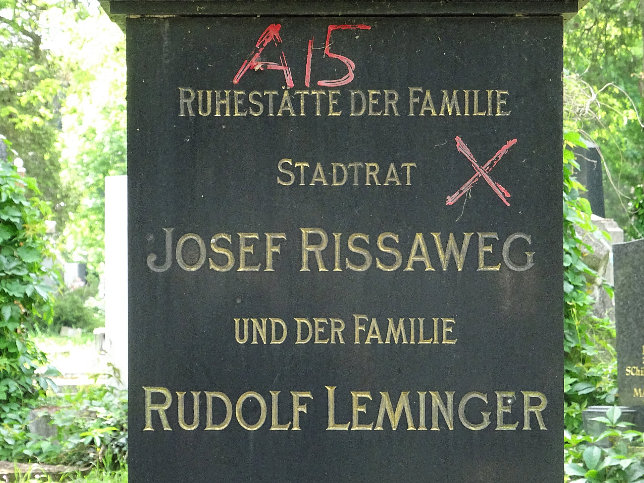 A15
RUHESTÄTTE DER FAMILIE
STADTRAT X
JOSEF RISSAWEG
UND DER FAMILIE
RUDOLF LEMINGER